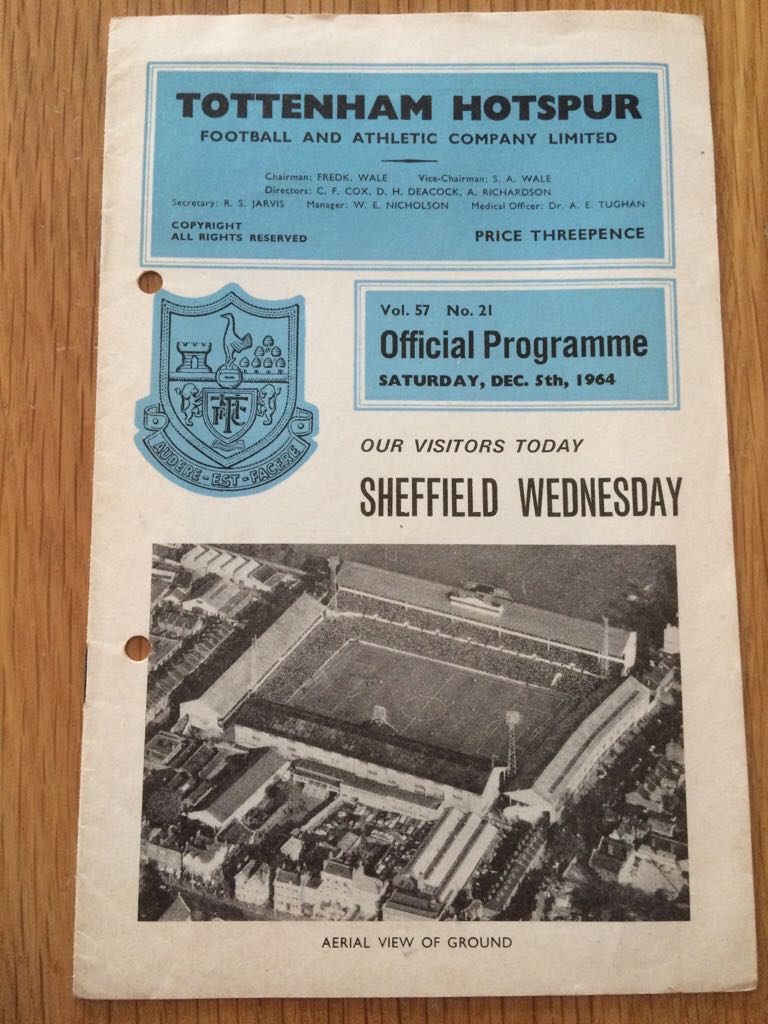 TOTTENHAM HOTSPUR
FOOTBALL AND ATHLETIC COMPANY LIMITED
Chairman: FREDK. WALE Vice-Chairman: S. A. WALE
Directors: C. F. COX, D. H. DEACOCK, A. RICHARDSON
Secretary: R. S. JARVIS Manager: W. E. NICHOLSON Medical Officer: Dr. A. E. TUGHAN
COPYRIGHT
ALL RIGHTS RESERVED
PRICE THREEPENCE
Vol. 57 No. 21
Official Programme
SATURDAY, DEC. 5th, 1964
AUDERE-EST-FACERE
OUR VISITORS TODAY
SHEFFIELD WEDNESDAY
AERIAL VIEW OF GROUND